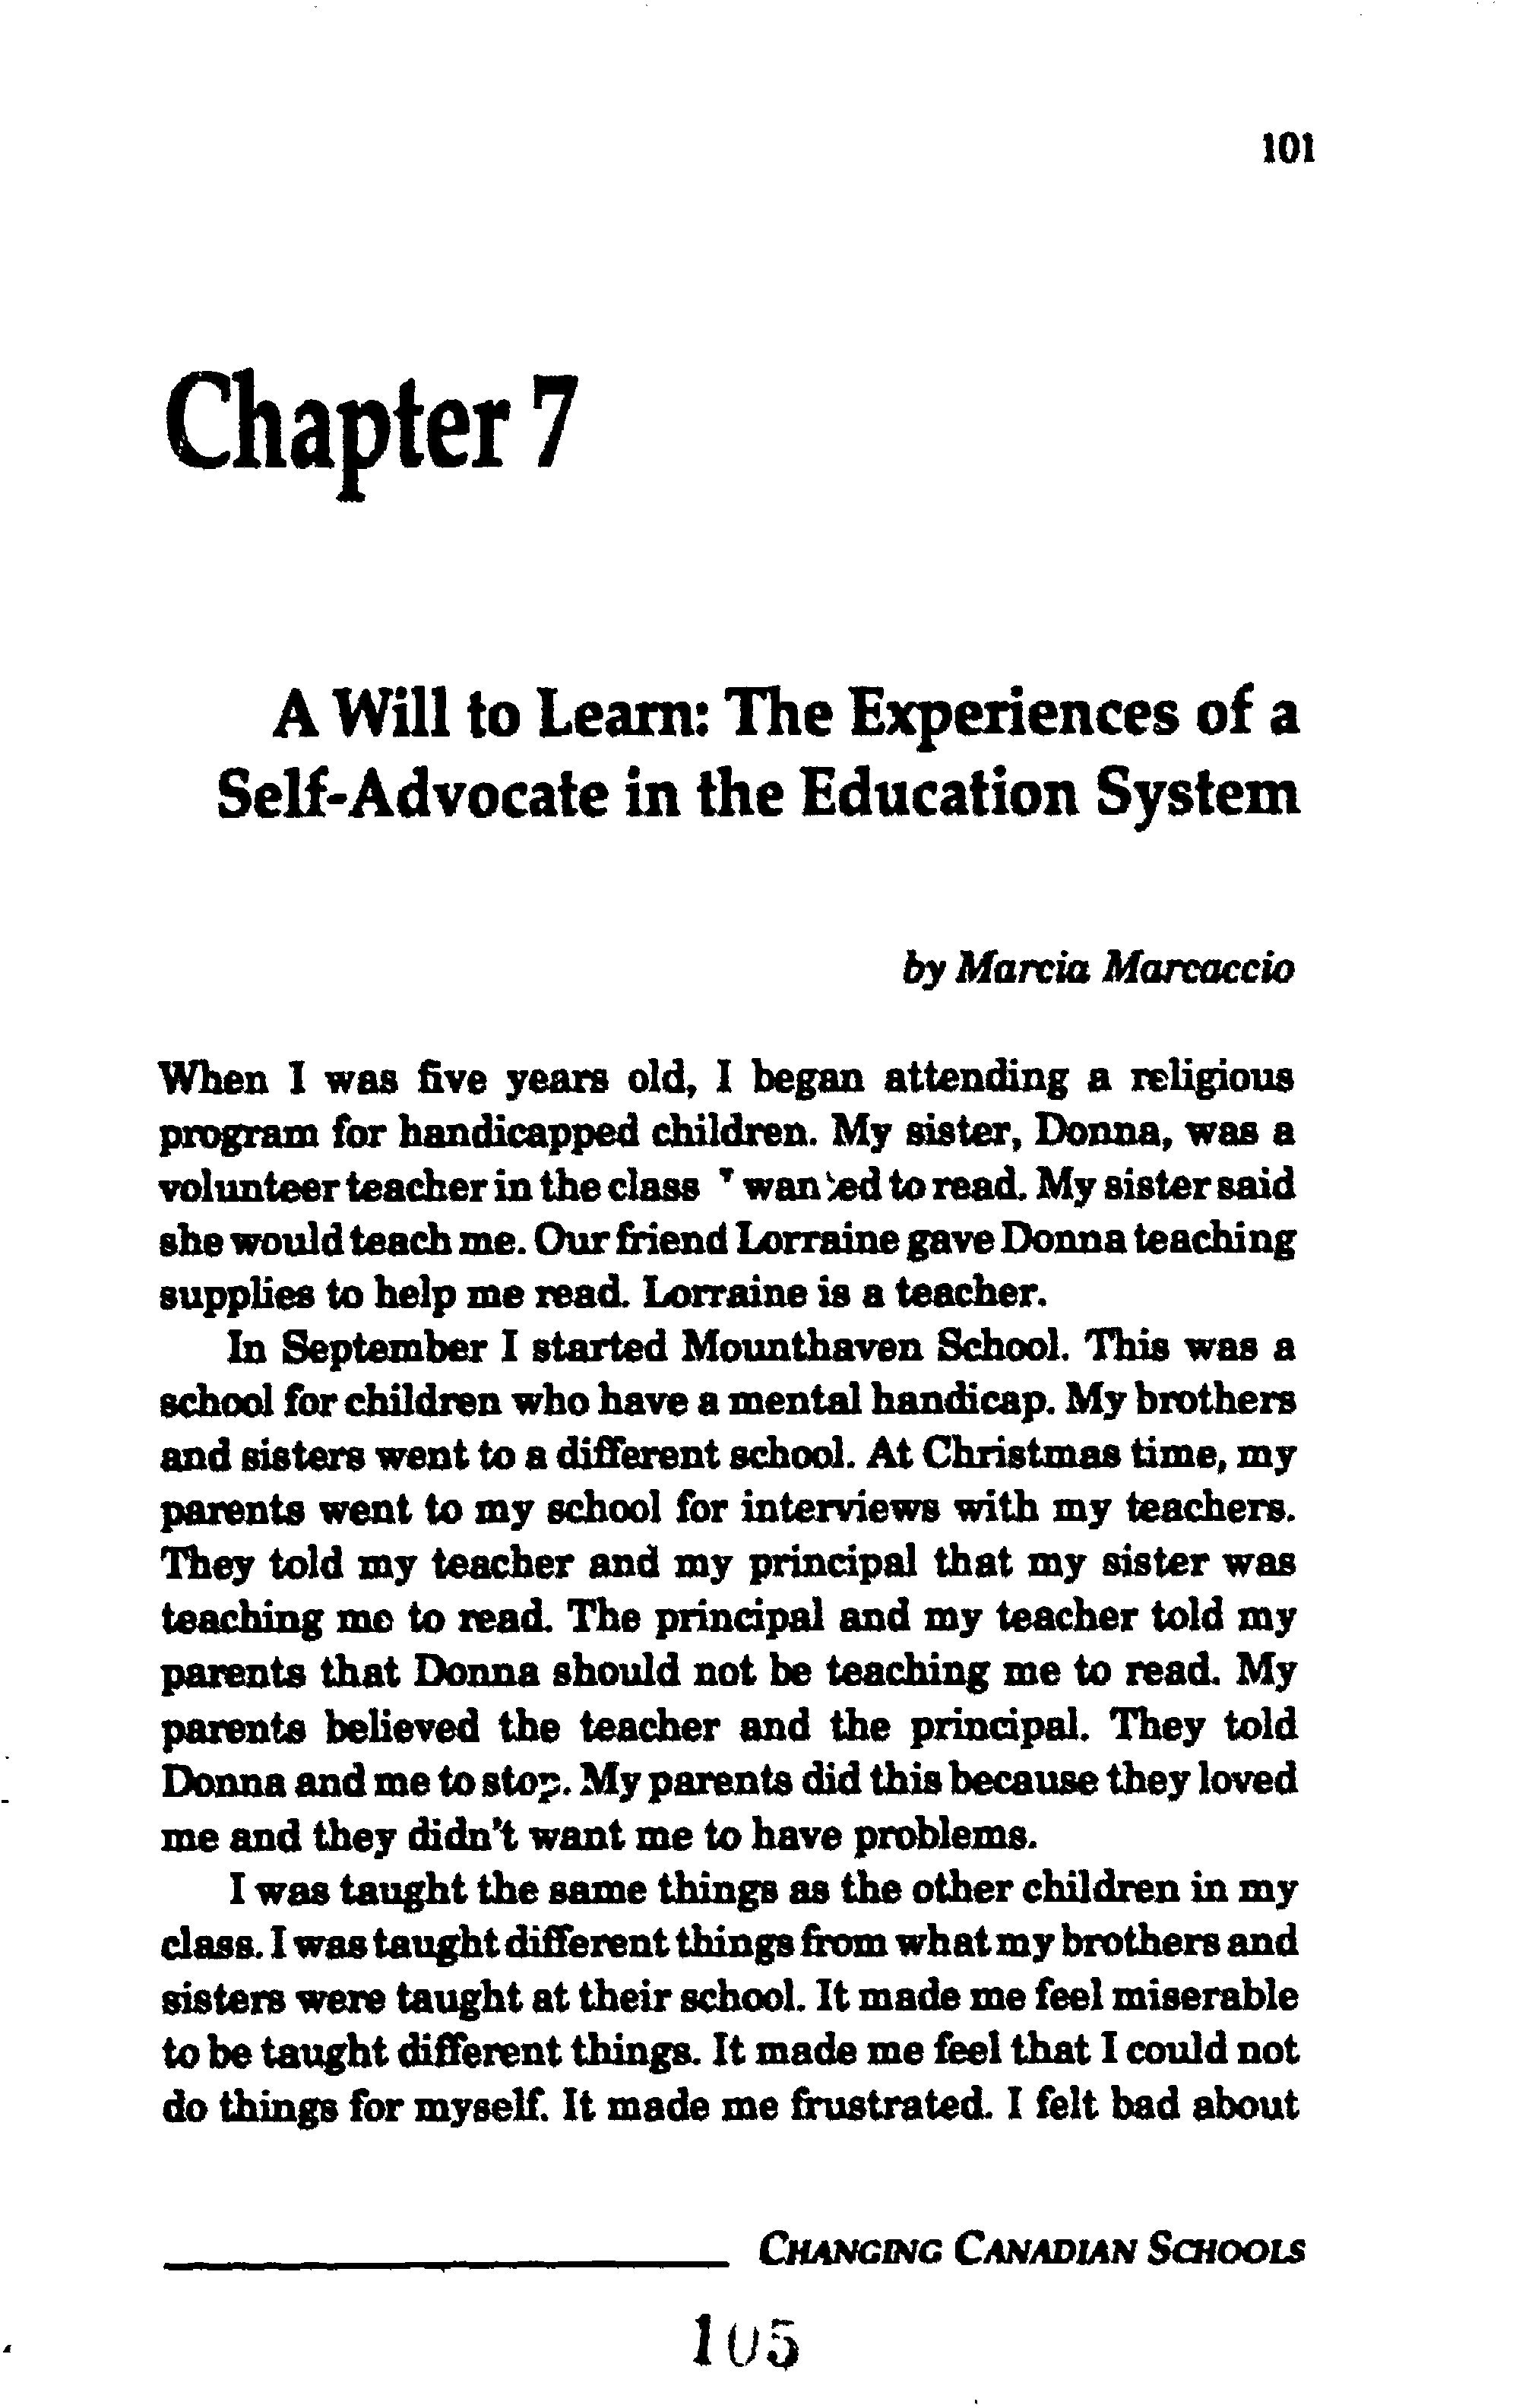 101
Chapter 7
A Will to Learn: The Experiences of a
Self-Advocate in the Education System
by Marcia Marcaccio
When I was five years old, I began attending a religious
program for handicapped children. My sister, Donna, was a
volunteer teacher in the class wanted to read. My sister said
she would teach me. Our friend Lorraine gave Donna teaching
supplies to help me read. Lorraine is a teacher.
In September I started Mounthaven School. This was a
school for children who have a mental handicap. My brothers
and sisters went to a different school. At Christmas time, my
parents went to my school for interviews with my teachers.
They told my teacher and my principal that my sister was
teaching me to read. The principal and my teacher told my
parents that Donna should not be teaching me to read. My
parents believed the teacher and the principal. They told
Donna and me to stop. My parents did this because they loved
me and they didn't want me to have problems.
I was taught the same things as the other children in my
class. I was taught different things from what my brothers and
sisters were taught at their school. It made me feel miserable
to be taught different things. It made me feel that I could not
do things for myself. It made me frustrated. I felt bad about
CHANGING CANADIAN SCHOOLS
105